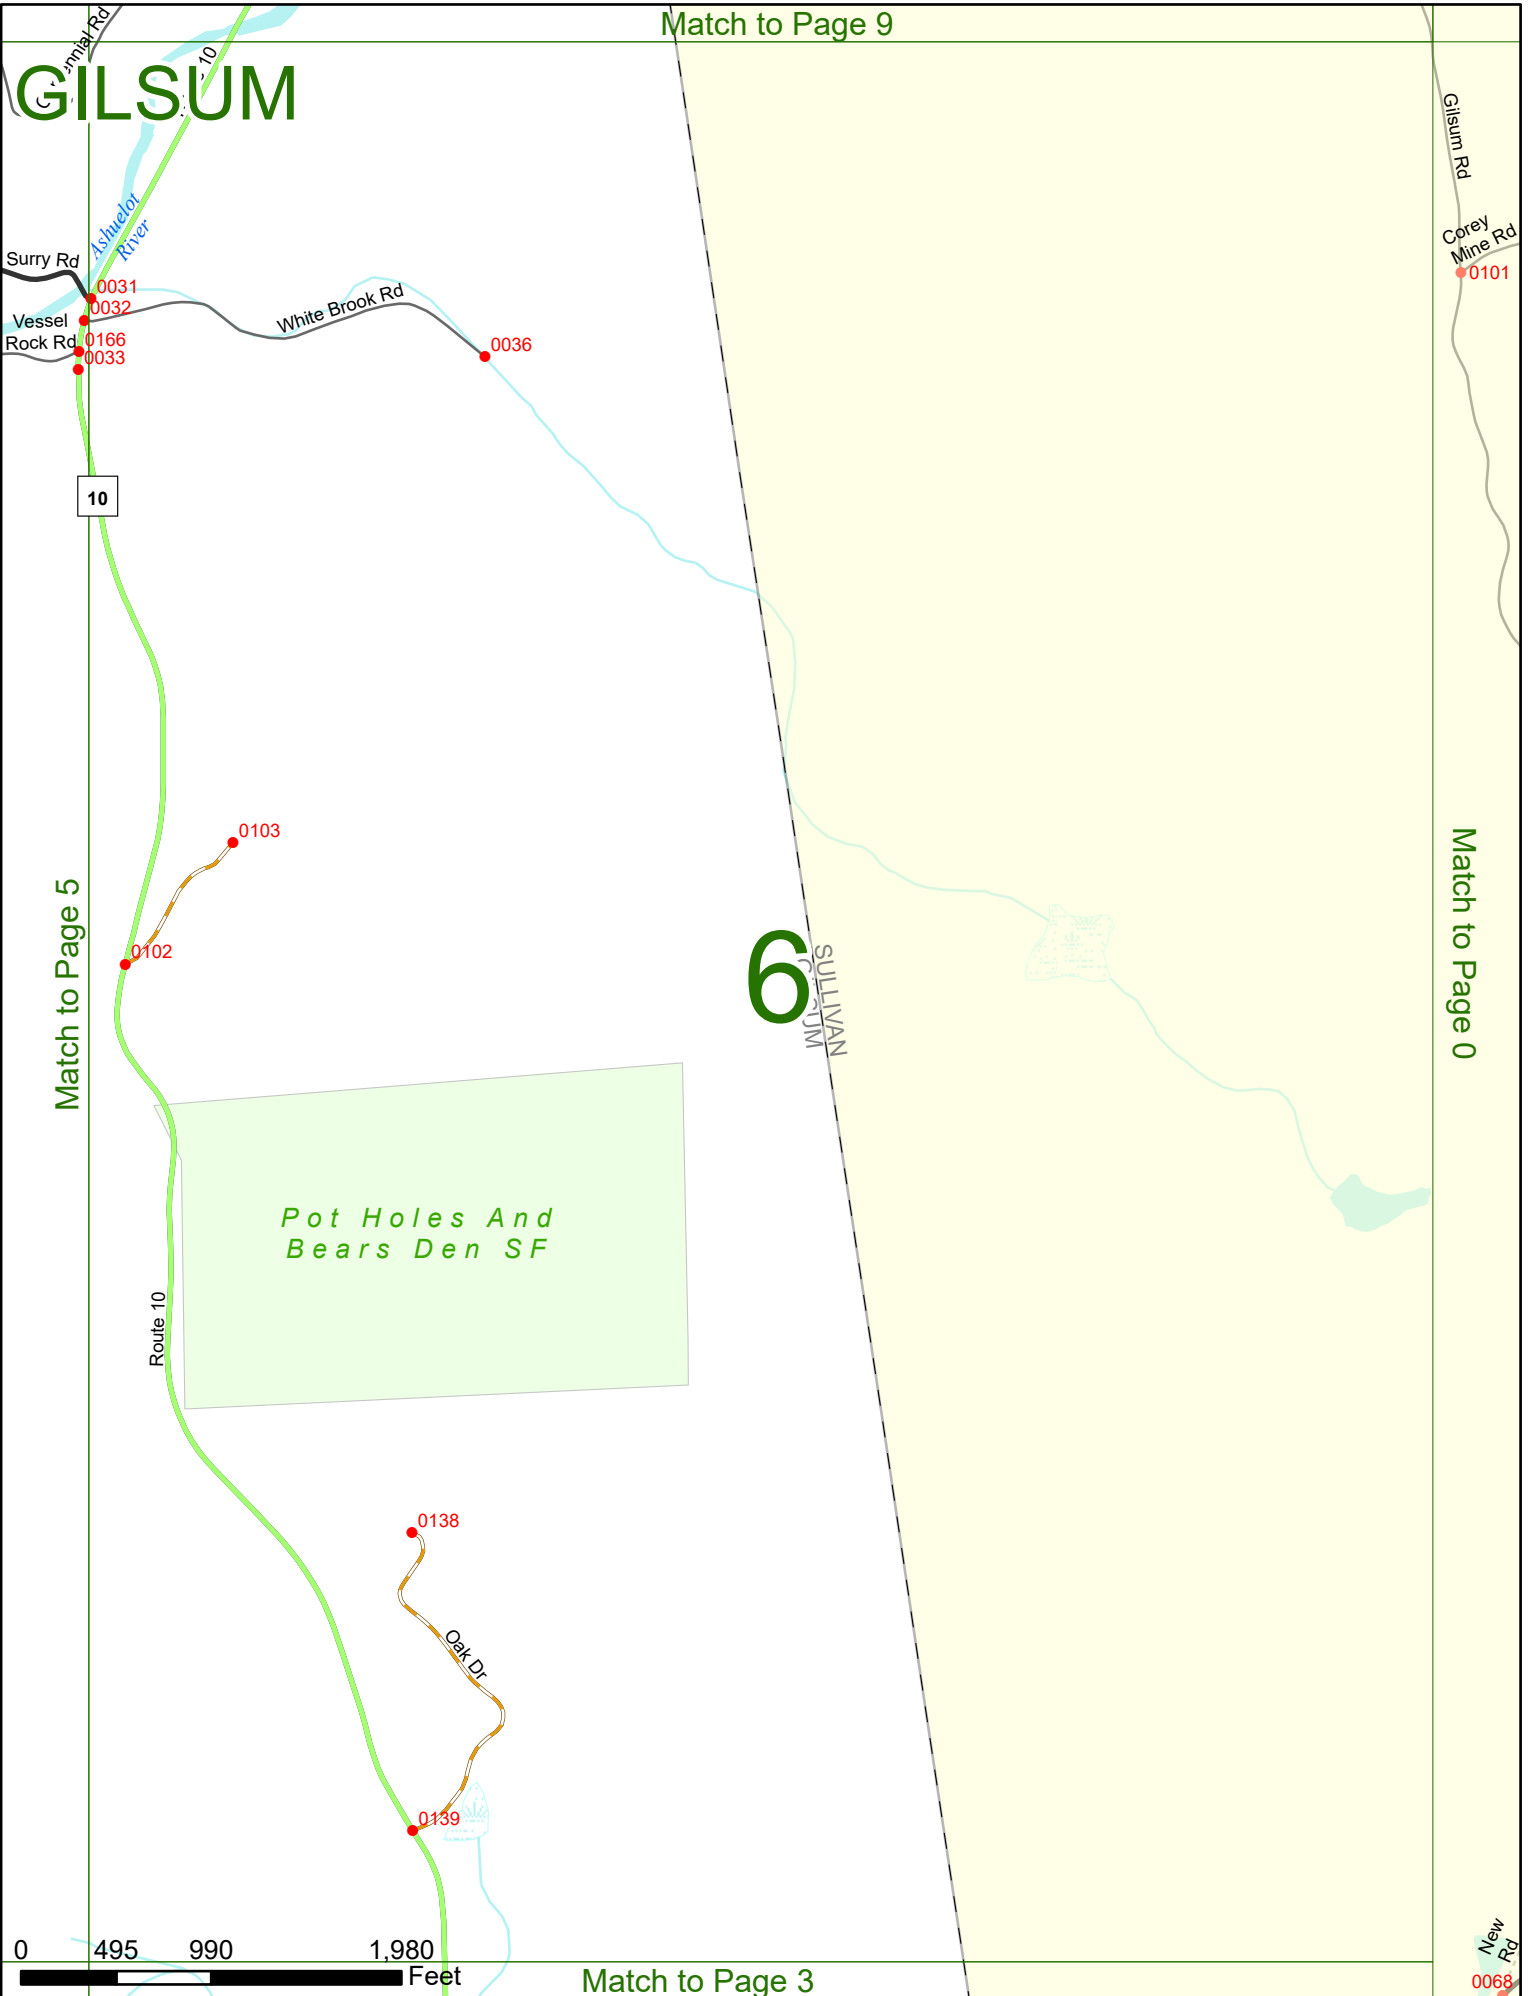 Match to Page 9
GILSUM
10
Gilsum Rd
Ashuelot
River
Corey
Mine Rd
0101
Surry Rd
0031
0032
Vessel
Rock Rd
0166
0033
White Brook Rd
0036
10
0103
0102
Match to Page 5
Match to Page 0
6
SULLIVAN
Pot Holes And
Bears Den SF
Route 10
0138
Oak Dr
0139
0 495 990 1,980
Feet
Match to Page 3
New
Rd
0068